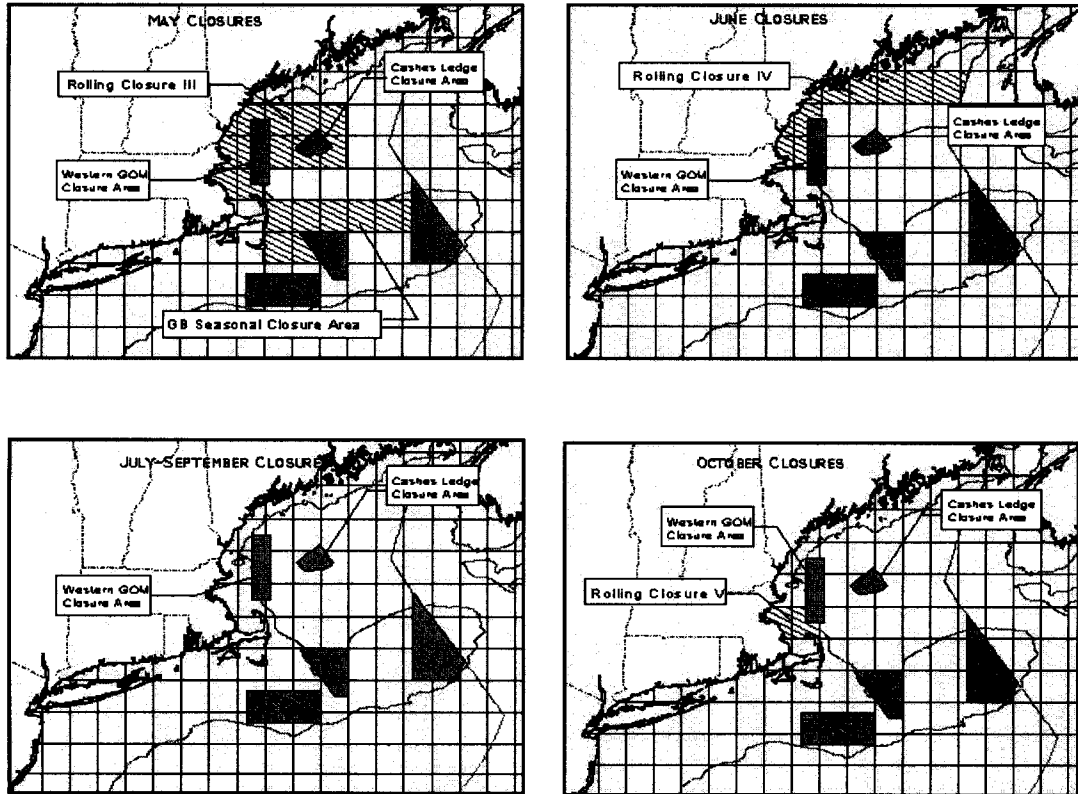 MAY CLOSURES
Cashes Ledge
Closure Area
Rolling Closure III
Western GOM
Closure Area
GB Seasonal Closure Area
JUNE CLOSURES
Rolling Closure IV
Cashes Ledge
Closure Area
Western GOM
Closure Area
JULY-SEPTEMBER CLOSURE
Cashes Ledge
Closure Area
Western GOM
Closure Area
OCTOBER CLOSURES
Cashes Ledge
Closure Area
Western GOM
Closure Area
Rolling Closure V